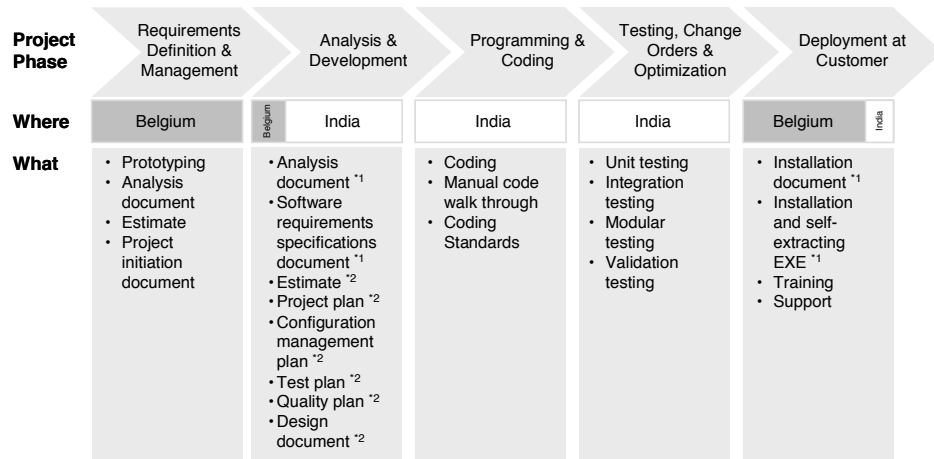 Project
Phase
Requirements
Definition &
Management
Analysis &
Development
Programming &
Coding
Testing, Change
Orders &
Optimization
Deployment at
Customer
Where
Belgium
Belgium
India
India
India
Belgium
India
What
• Prototyping
• Analysis
document
• Estimate
• Project
initiation
document
• Analysis
document *1
• Software
requirements
specifications
document *1
• Estimate *2
• Project plan *2
• Configuration
management
plan *2
• Test plan *2
• Quality plan *2
• Design
document *2
• Coding
• Manual code
walk through
• Coding
Standards
• Unit testing
• Integration
testing
• Modular
testing
• Validation
testing
• Installation
document *1
• Installation
and self-
extracting
EXE *1
• Training
• Support